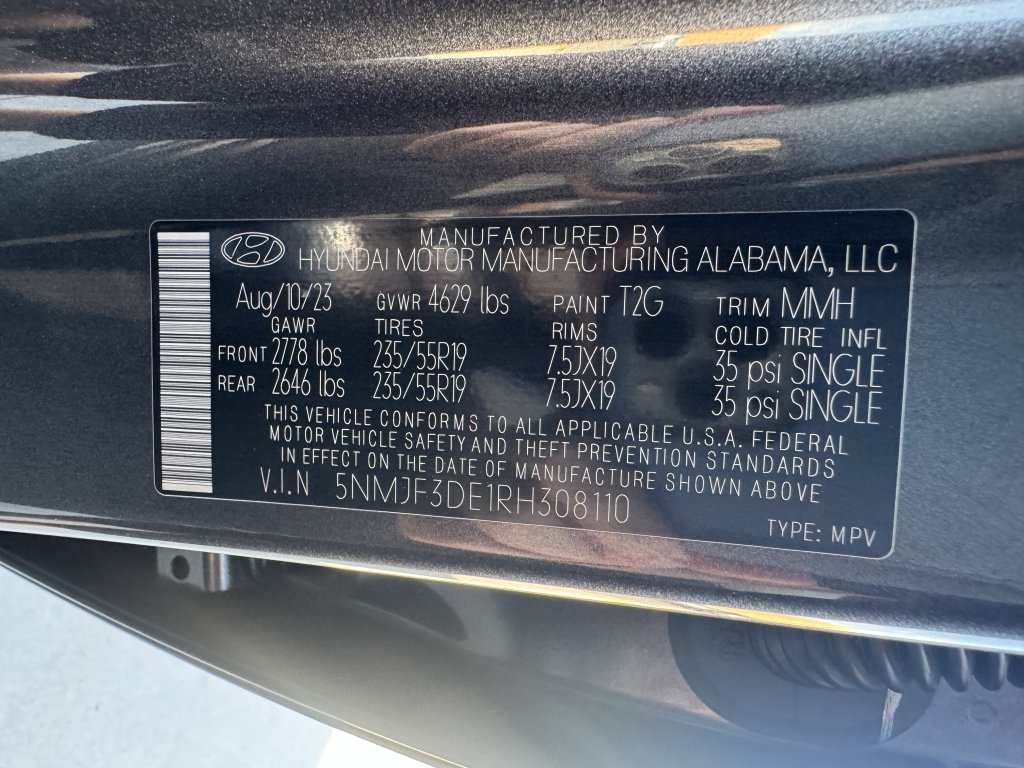 MANUFACTURED BY
HYUNDAI MOTOR MANUFACTURING ALABAMA, LLC
Aug/10/23 GVWR 4629 lbs PAINT T2G TRIM MMH
GAWR TIRES RIMS COLD TIRE INFL
FRONT 2778 lbs 235/55R19 7.5JX19 35 psi SINGLE
REAR 2646 lbs 235/55R19 7.5JX19 35 psi SINGLE
THIS VEHICLE CONFORMS TO ALL APPLICABLE U.S.A. FEDERAL
MOTOR VEHICLE SAFETY AND THEFT PREVENTION STANDARDS
IN EFFECT ON THE DATE OF MANUFACTURE SHOWN ABOVE
V.I.N 5NMJF3DE1RH308110
TYPE: MPV